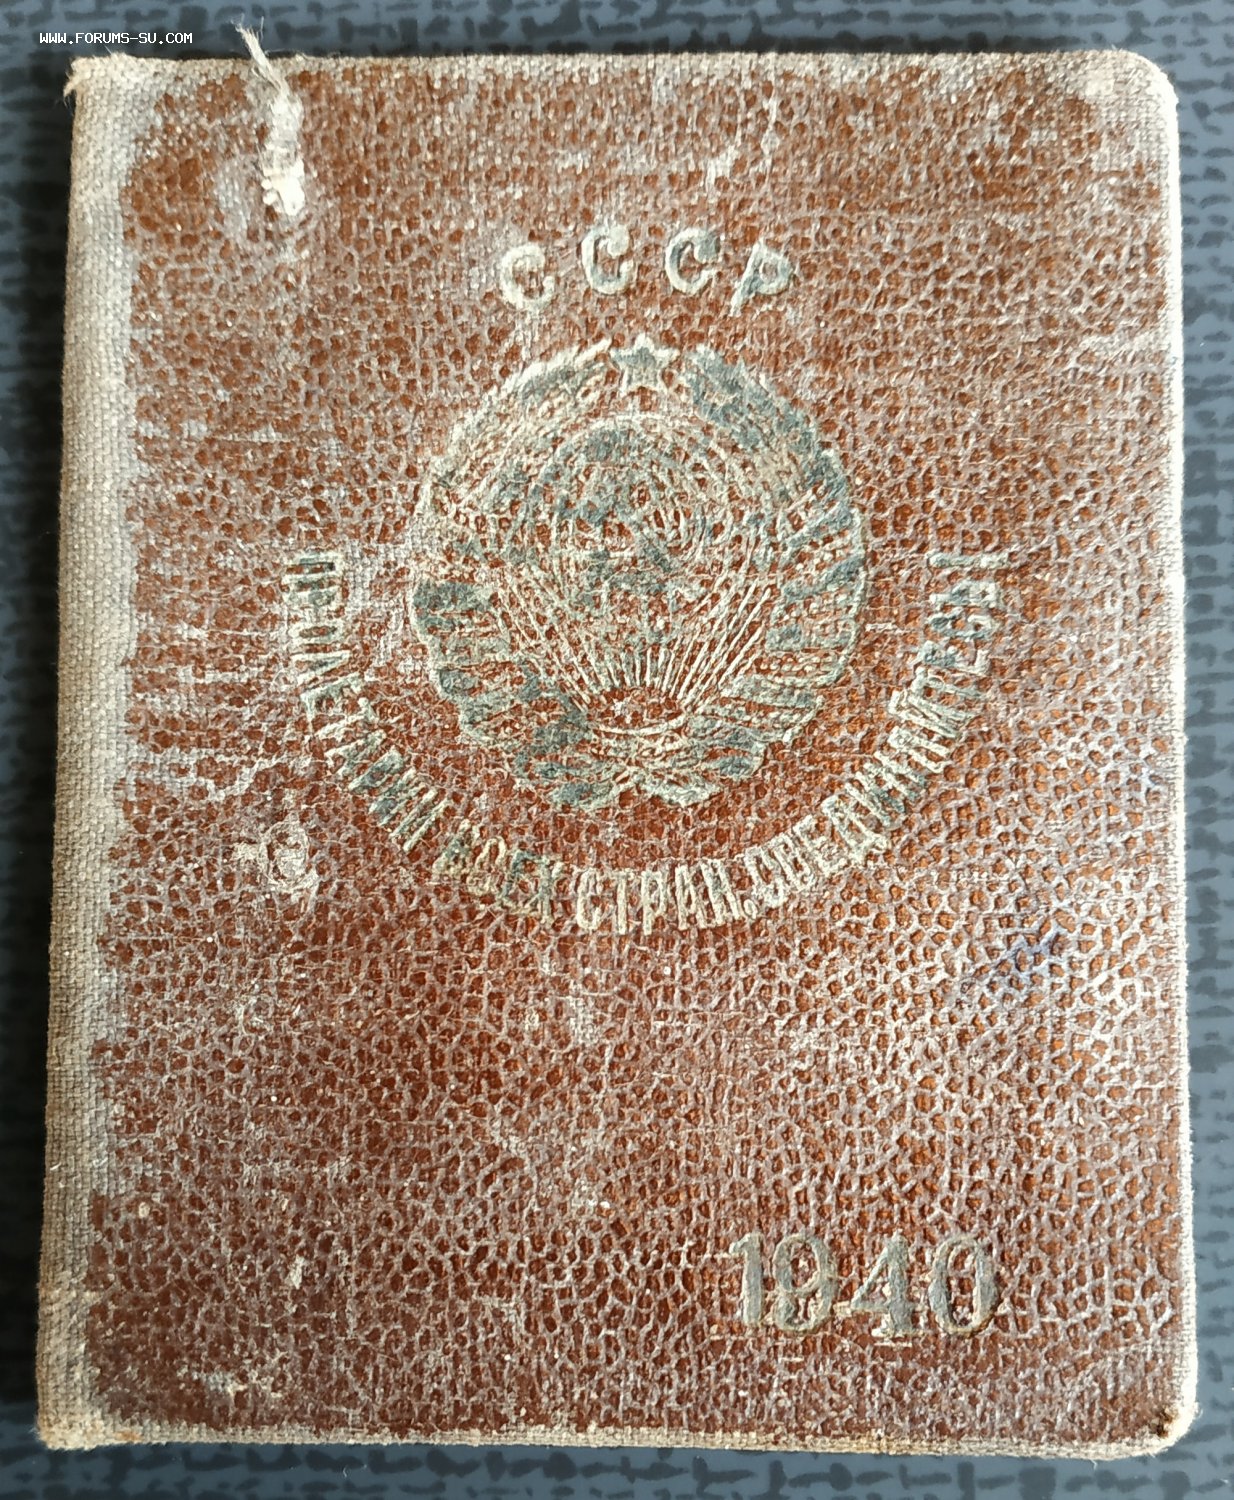 WWW.FORUMS-SU.COM
СССР
ПРОЛЕТАРИИ ВСЕХ СТРАН, СОЕДИНЯЙТЕСЬ!
1940